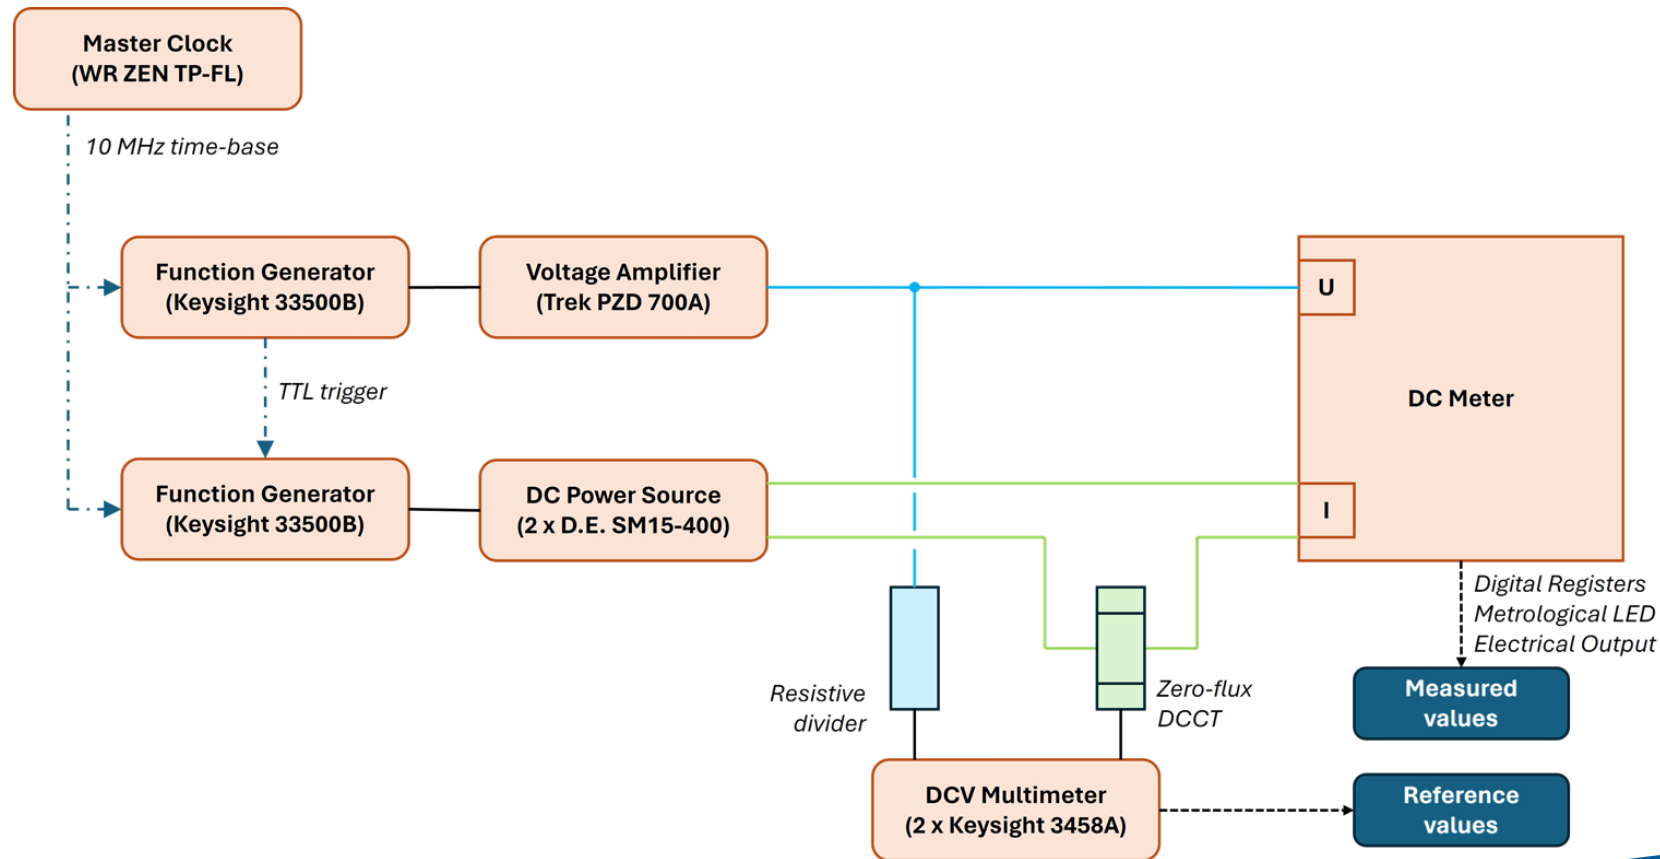 Master Clock
(WR ZEN TP-FL)
10 MHz time-base
Function Generator
(Keysight 33500B)
Voltage Amplifier
(Trek PZD 700A)
U
TTL trigger
DC Meter
Function Generator
(Keysight 33500B)
DC Power Source
(2 x D.E. SM15-400)
I
Digital Registers
Metrological LED
Electrical Output
Resistive
divider
Zero-flux
DCCT
Measured
values
DCV Multimeter
(2 x Keysight 3458A)
Reference
values